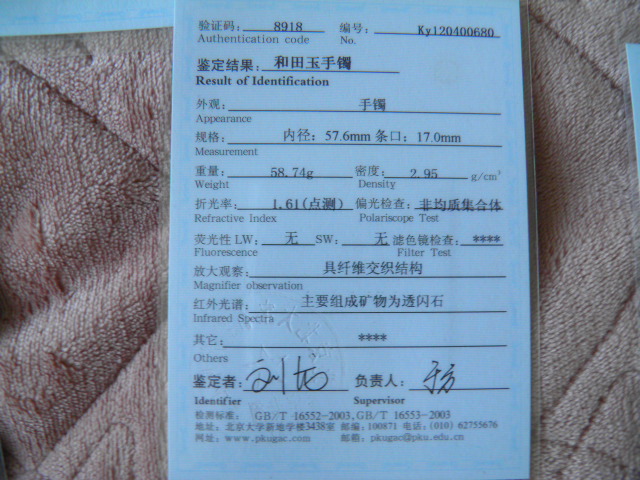 验证码： 8918 编号： Ky120400680
Authentication code No.
鉴定结果： 和田玉手镯
Result of Identification
外观： 手镯
Appearance
规格： 内径：57.6mm 条口：17.0mm
Measurement
重量： 58.74g 密度： 2.95 g/cm³
Weight Density
折光率： 1.61(点测) 偏光检查： 非均质集合体
Refractive Index Polariscope Test
荧光性 LW： 无 SW： 无 滤色镜检查： ****
Fluorescence Filter Test
放大观察： 具纤维交织结构
Magnifier observation
红外光谱： 主要组成矿物为透闪石
Infrared Spectra
其它： ****
Others
鉴定者： 负责人：
Identifier Supervisor
检测标准： GB/T 16552-2003, GB/T 16553-2003
地址：北京大学新地学楼3438室 邮编：100871 电话：(010) 62755676
网址：www.pkugac.com 邮箱：pkugac@pku.edu.cn